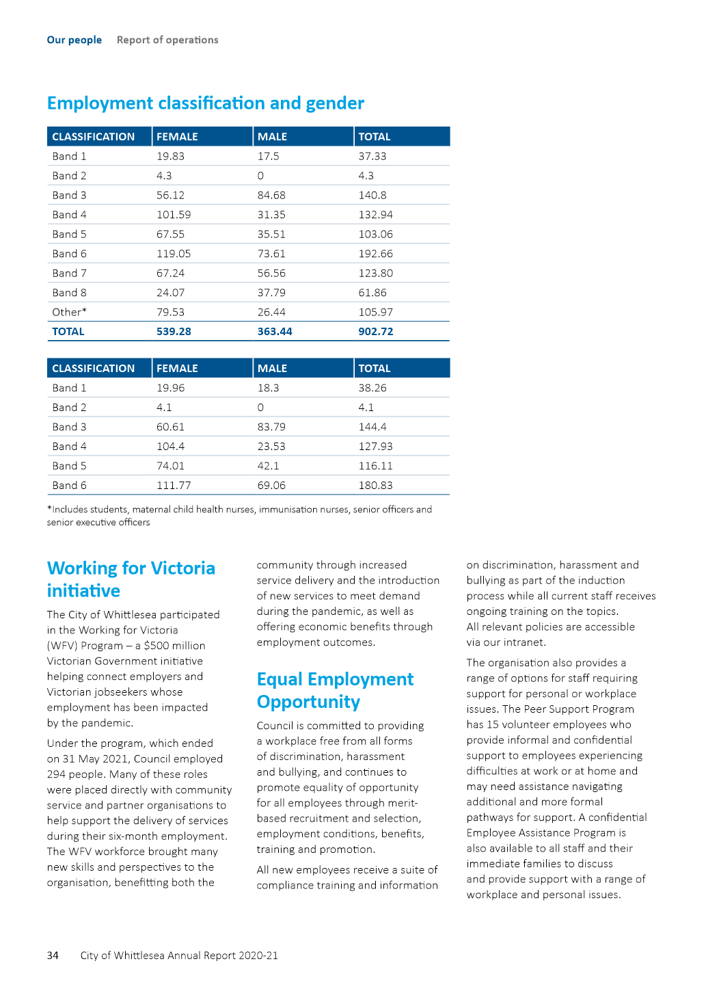 Our people Report of operations
Employment classification and gender
CLASSIFICATION FEMALE MALE TOTAL
Band 1 19.83 17.5 37.33
Band 2 4.3 0 4.3
Band 3 56.12 84.68 140.8
Band 4 101.59 31.35 132.94
Band 5 67.55 35.51 103.06
Band 6 119.05 73.61 192.66
Band 7 67.24 56.56 123.80
Band 8 24.07 37.79 61.86
Other* 79.53 26.44 105.97
TOTAL 539.28 363.44 902.72
CLASSIFICATION FEMALE MALE TOTAL
Band 1 19.96 18.3 38.26
Band 2 4.1 0 4.1
Band 3 60.61 83.79 144.4
Band 4 104.4 23.53 127.93
Band 5 74.01 42.1 116.11
Band 6 111.77 69.06 180.83
*Includes students, maternal child health nurses, immunisation nurses, senior officers and
senior executive officers
Working for Victoria
initiative
The City of Whittlesea participated
in the Working for Victoria
(WFV) Program – a $500 million
Victorian Government initiative
helping connect employers and
Victorian jobseekers whose
employment has been impacted
by the pandemic.
Under the program, which ended
on 31 May 2021, Council employed
294 people. Many of these roles
were placed directly with community
service and partner organisations to
help support the delivery of services
during their six-month employment.
The WFV workforce brought many
new skills and perspectives to the
organisation, benefitting both the
community through increased
service delivery and the introduction
of new services to meet demand
during the pandemic, as well as
offering economic benefits through
employment outcomes.
Equal Employment
Opportunity
Council is committed to providing
a workplace free from all forms
of discrimination, harassment
and bullying, and continues to
promote equality of opportunity
for all employees through merit-
based recruitment and selection,
employment conditions, benefits,
training and promotion.
All new employees receive a suite of
compliance training and information
on discrimination, harassment and
bullying as part of the induction
process while all current staff receives
ongoing training on the topics.
All relevant policies are accessible
via our intranet.
The organisation also provides a
range of options for staff requiring
support for personal or workplace
issues. The Peer Support Program
has 15 volunteer employees who
provide informal and confidential
support to employees experiencing
difficulties at work or at home and
may need assistance navigating
additional and more formal
pathways for support. A confidential
Employee Assistance Program is
also available to all staff and their
immediate families to discuss
and provide support with a range of
workplace and personal issues.
34 City of Whittlesea Annual Report 2020-21